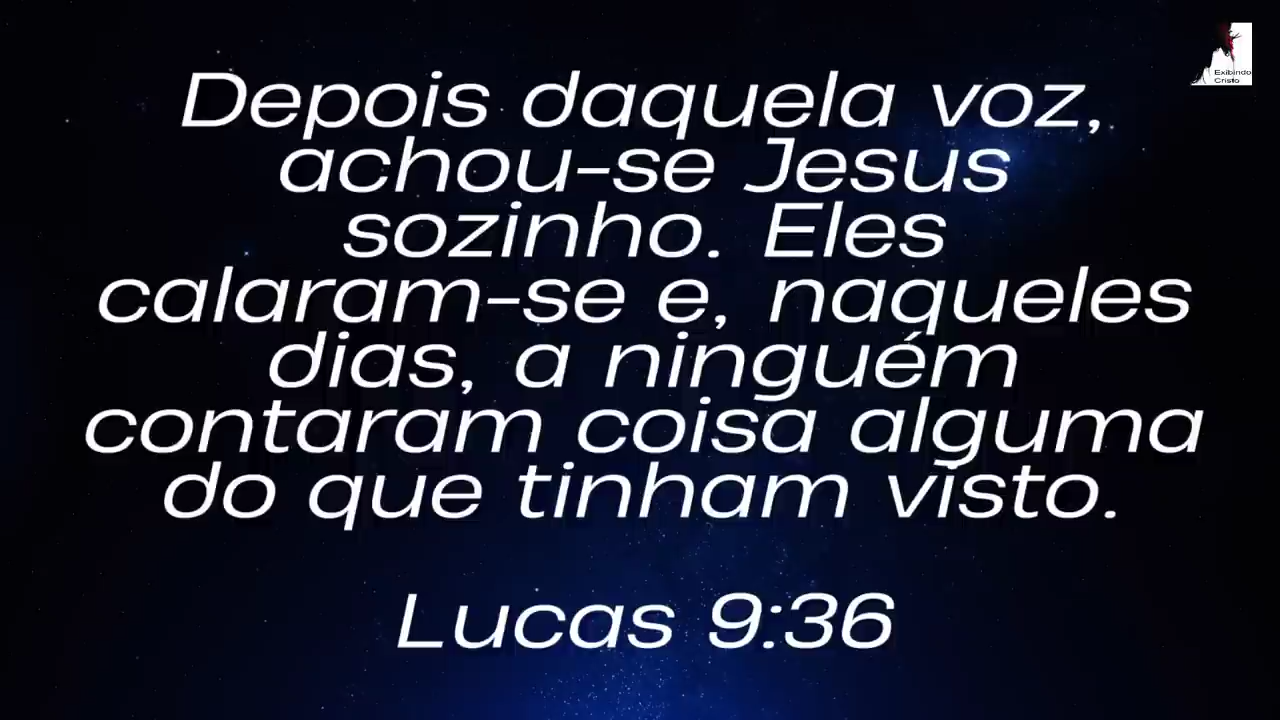 Exibindo
Cristo
Depois daquela voz,
achou-se Jesus
sozinho. Eles
calaram-se e, naqueles
dias, a ninguém
contaram coisa alguma
do que tinham visto.
Lucas 9:36